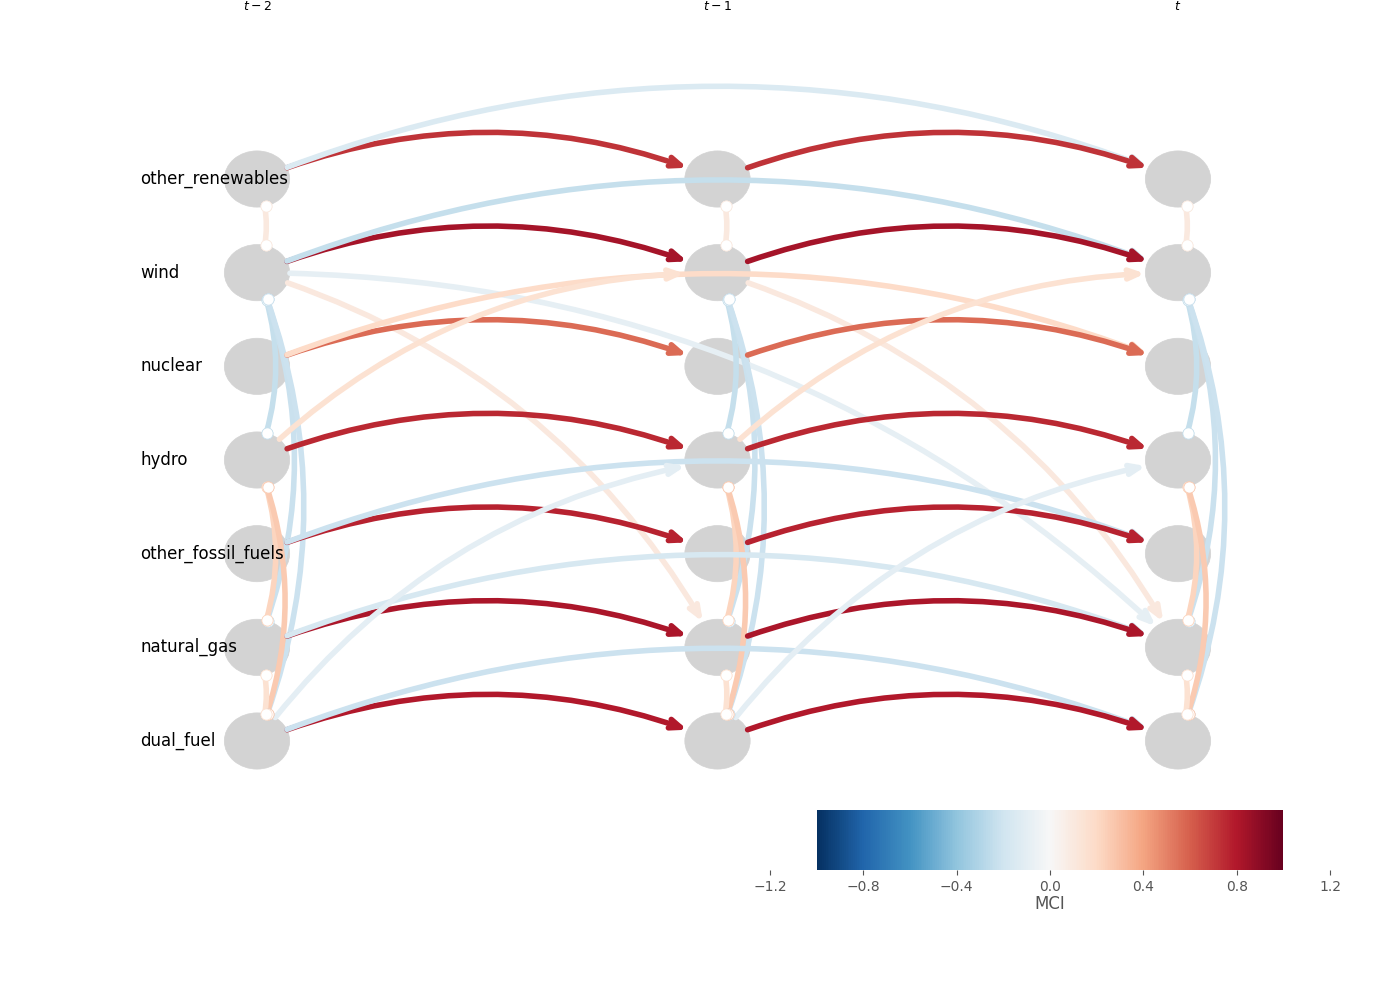 t − 2 t − 1 t
other_renewables
wind
nuclear
hydro
other_fossil_fuels
natural_gas
dual_fuel
−1.2 −0.8 −0.4 0.0 0.4 0.8 1.2
MCI